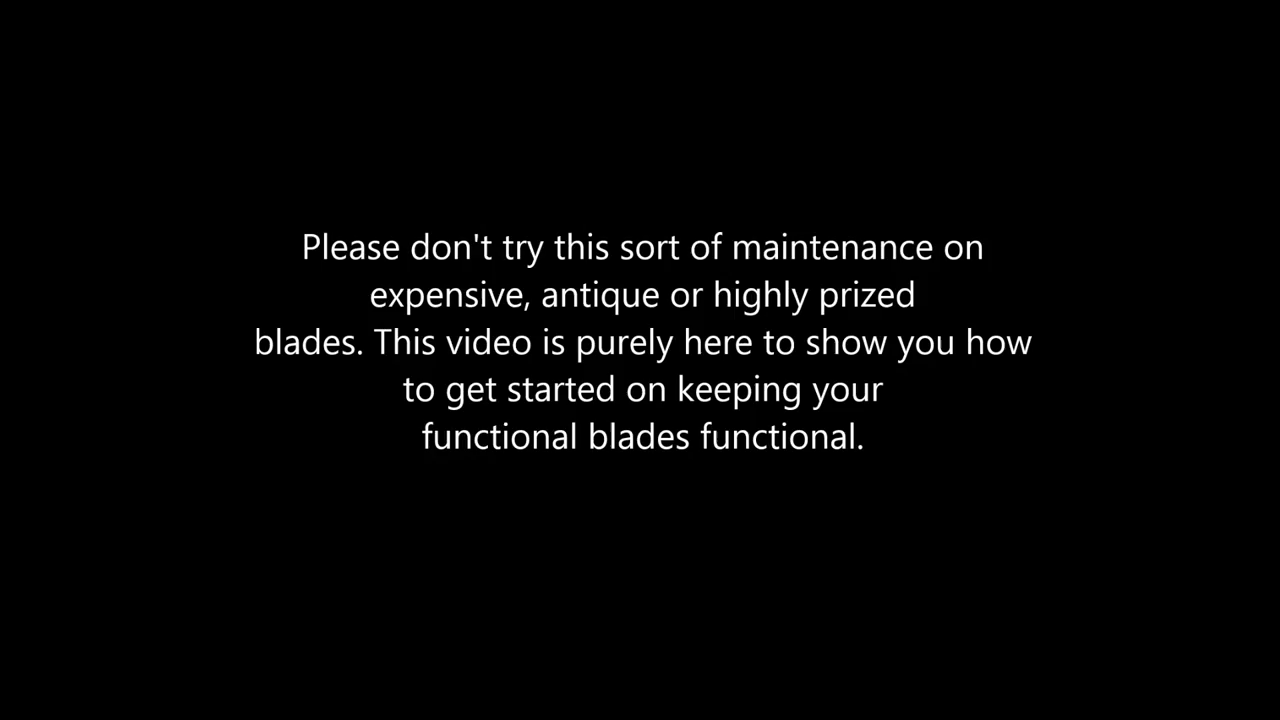 Please don't try this sort of maintenance on
expensive, antique or highly prized
blades. This video is purely here to show you how
to get started on keeping your
functional blades functional.